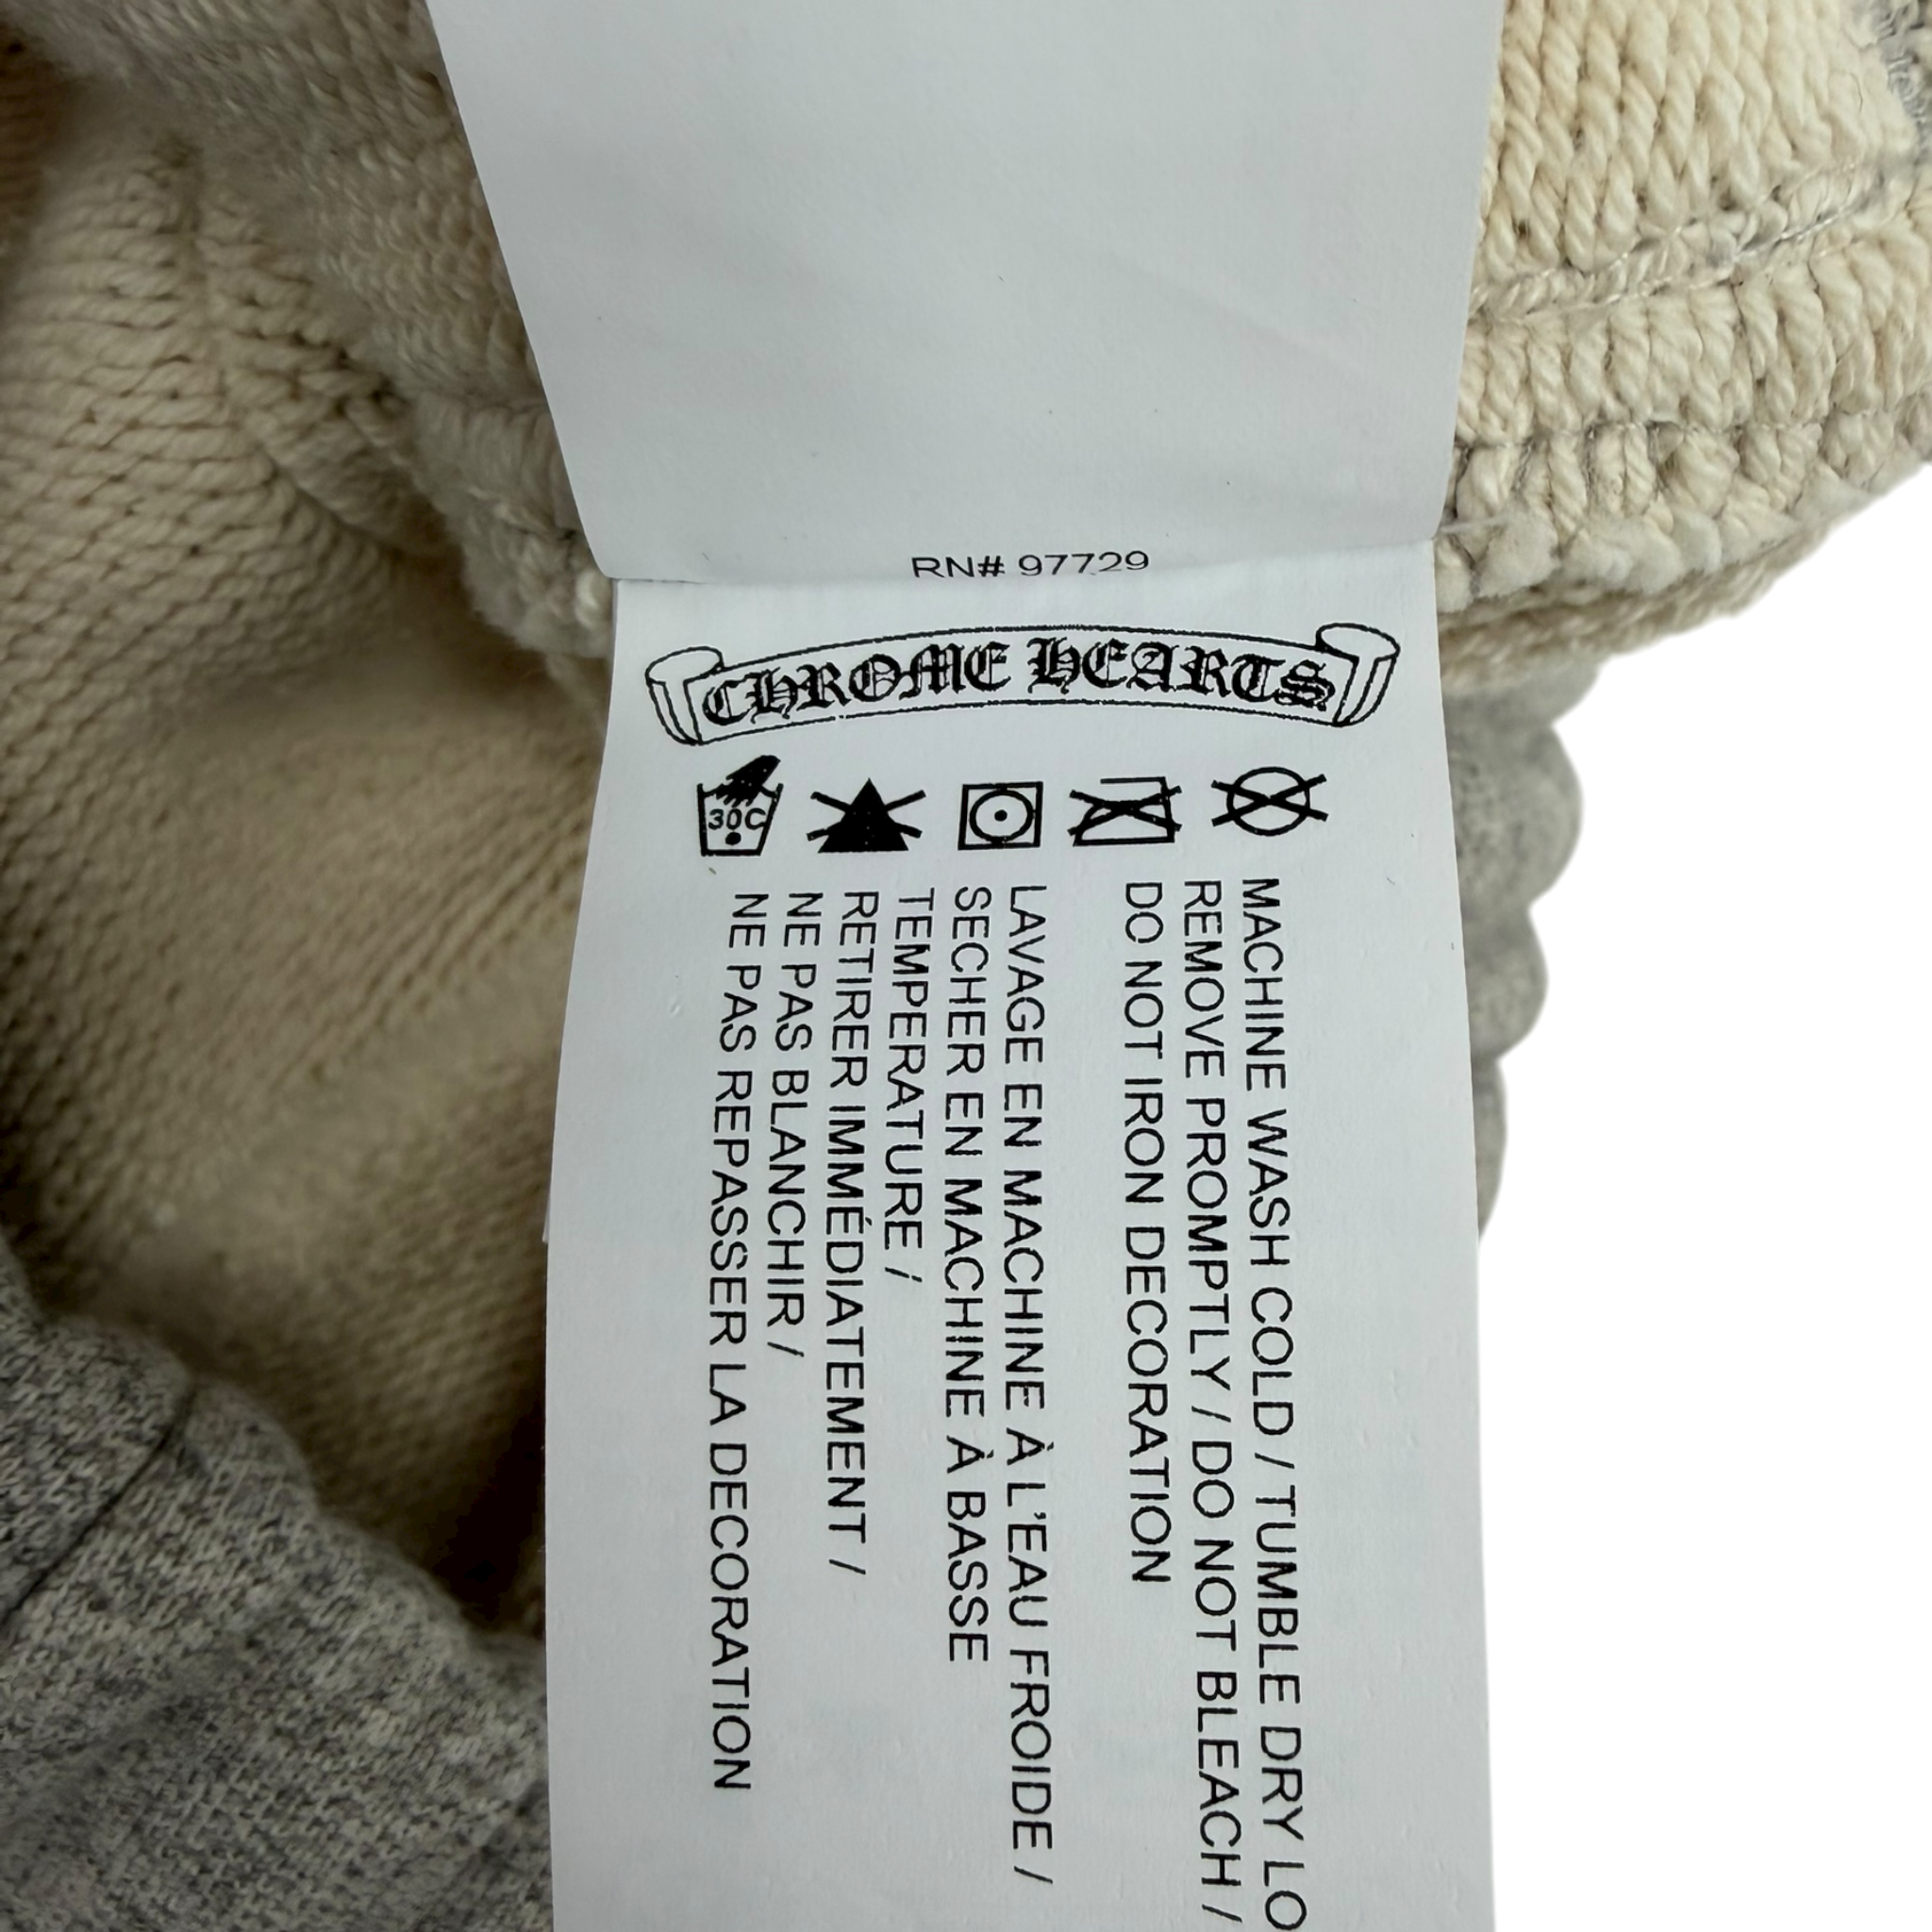 RN# 97729
CHROME HEARTS
30C
MACHINE WASH COLD / TUMBLE DRY LO
REMOVE PROMPTLY / DO NOT BLEACH /
DO NOT IRON DECORATION
LAVAGE EN MACHINE À L'EAU FROIDE /
SECHER EN MACHINE À BASSE
TEMPERATURE /
RETIRER IMMÉDIATEMENT /
NE PAS BLANCHIR /
NE PAS REPASSER LA DECORATION